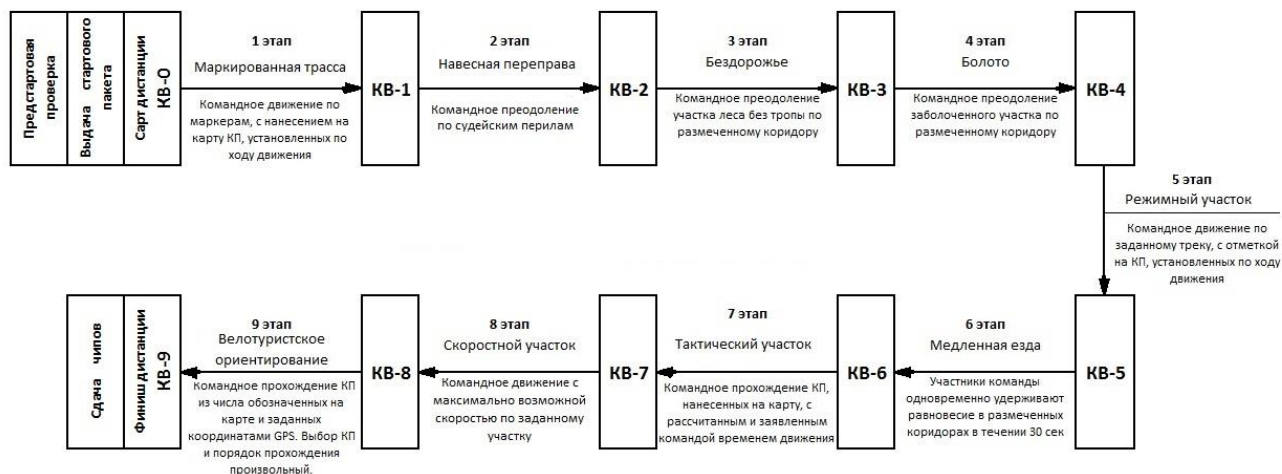 Предстартовая
проверка
Выдача стартового
пакета
Сарт дистанции
КВ-0
1 этап
Маркированная трасса
Командное движение по
маркерам, с нанесением на
карту КП, установленных по
ходу движения
КВ-1
2 этап
Навесная переправа
Командное преодоление
по судейским перилам
КВ-2
3 этап
Бездорожье
Командное преодоление
участка леса без тропы по
размеченному коридору
КВ-3
4 этап
Болото
Командное преодоление
заболоченного участка по
размеченному коридору
КВ-4
5 этап
Режимный участок
Командное движение по
заданному треку, с отметкой
на КП, установленных по ходу
движения
КВ-5
6 этап
Медленная езда
Участники команды
одновременно удерживают
равновесие в размеченных
коридорах в течении 30 сек
КВ-6
7 этап
Тактический участок
Командное прохождение КП,
нанесенных на карту, с
рассчитанным и заявленным
командой временем движения
КВ-7
8 этап
Скоростной участок
Командное движение с
максимально возможной
скоростью по заданному
участку
КВ-8
9 этап
Велотуристское
ориентирование
Командное прохождение КП
из числа обозначенных на
карте и заданных
координатами GPS. Выбор КП
и порядок прохождения
произвольный.
КВ-9
Финиш дистанции
Сдача чипов